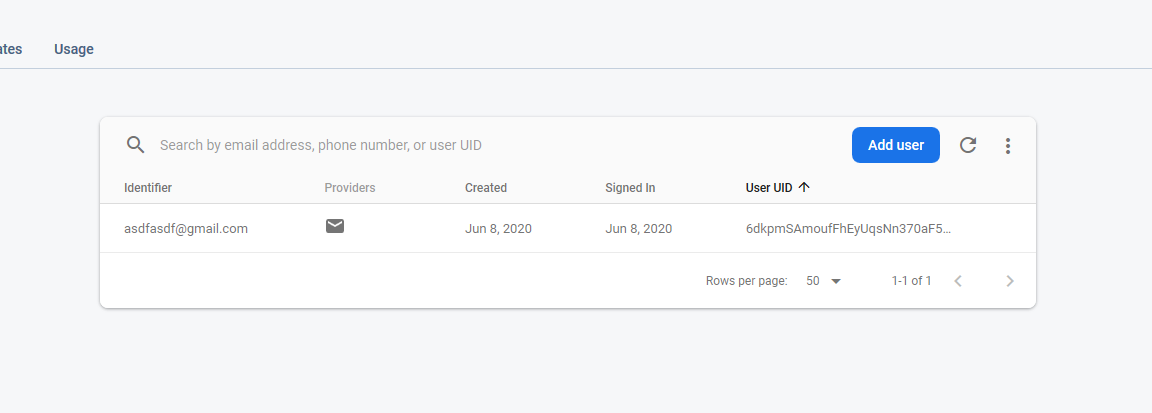 ates Usage
Search by email address, phone number, or user UID Add user
Identifier Providers Created Signed In User UID
asdfasdf@gmail.com Jun 8, 2020 Jun 8, 2020 6dkpmSAmoufFhEyUqsNn370aF5...
Rows per page: 50 1-1 of 1